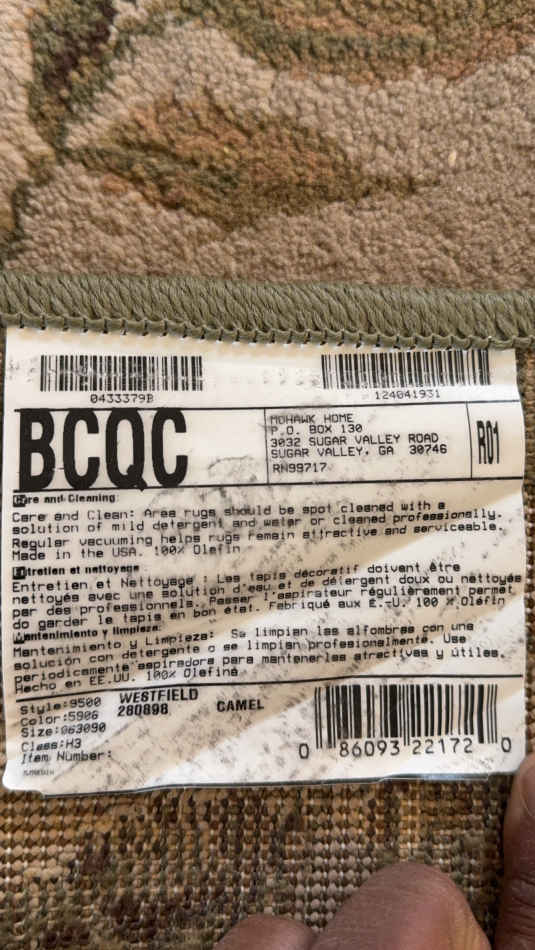 0433379B
124041931
BCQC
MOHAWK HOME
P.O. BOX 130
3032 SUGAR VALLEY ROAD
SUGAR VALLEY, GA 30746
RN99717
R01
Care and Cleaning:
Care and Clean: Area rugs should be spot cleaned with a
solution of mild detergent and water or cleaned professionally.
Regular vacuuming helps rugs remain attractive and serviceable.
Made in the USA. 100% Olefin
Entretien et nettoyage
Entretien et Nettoyage : Les tapis décoratif doivent être
nettoyés avec une solution d'eau et de détergent doux ou nettoyés
par des professionnels. Passer l'aspirateur régulièrement permet
do garder le tapis en bon état. Fabriqué aux É.-U. 100 % Oléfin
Mantenimiento y limpieza:
Mantenimiento y Limpieza: Se limpian las alfombras con una
solución con detergente o se limpian profesionalmente. Use
periodicamente aspiradora para mantenerlas atractivas y útiles.
Hecho en EE.UU. 100% Olefina
Style:9500 WESTFIELD
Color:5906 280898 CAMEL
Size:063090
Class:H3
Item Number:
0 86093 22172 0